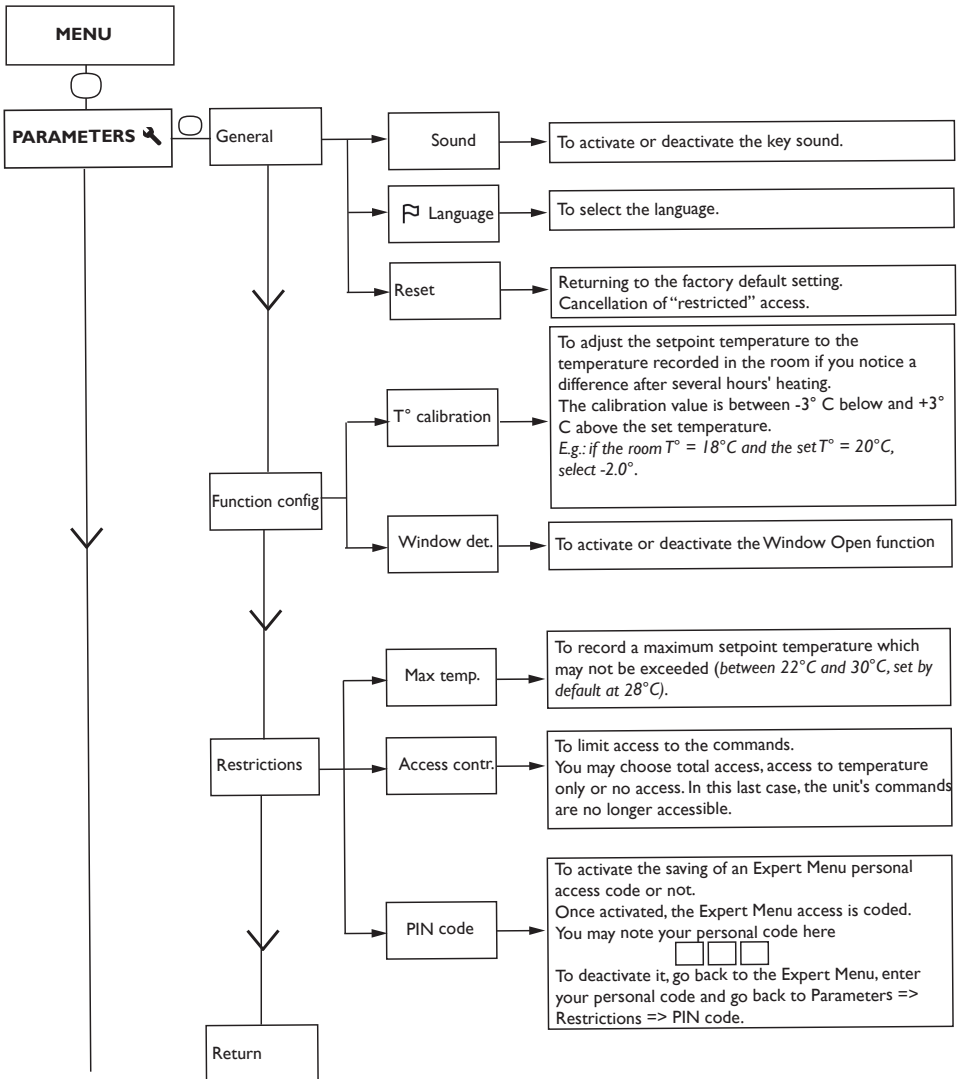 MENU
PARAMETERS
General
Sound
To activate or deactivate the key sound.
Language
To select the language.
Reset
Returning to the factory default setting.
Cancellation of “restricted” access.
T° calibration
To adjust the setpoint temperature to the
temperature recorded in the room if you notice a
difference after several hours' heating.
The calibration value is between -3° C below and +3°
C above the set temperature.
E.g.: if the room T° = 18°C and the set T° = 20°C,
select -2.0°.
Function config
Window det.
To activate or deactivate the Window Open function
Max temp.
To record a maximum setpoint temperature which
may not be exceeded (between 22°C and 30°C, set by
default at 28°C).
Restrictions
Access contr.
To limit access to the commands.
You may choose total access, access to temperature
only or no access. In this last case, the unit's commands
are no longer accessible.
PIN code
To activate the saving of an Expert Menu personal
access code or not.
Once activated, the Expert Menu access is coded.
You may note your personal code here
To deactivate it, go back to the Expert Menu, enter
your personal code and go back to Parameters =>
Restrictions => PIN code.
Return